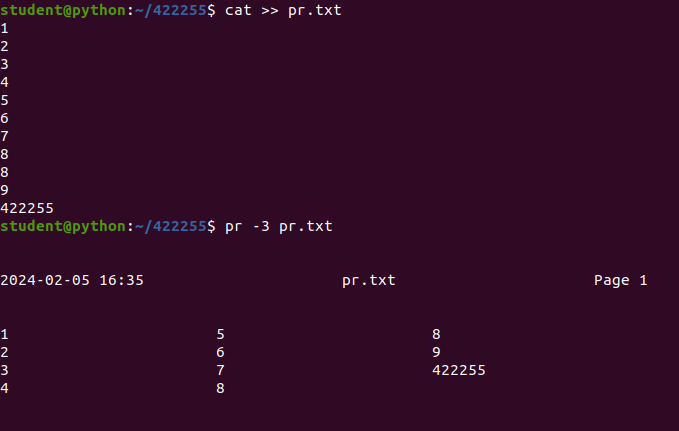 student@python:~/422255$ cat >> pr.txt
1
2
3
4
5
6
7
8
8
9
422255
student@python:~/422255$ pr -3 pr.txt
2024-02-05 16:35                      pr.txt                      Page 1
1                       5                       8
2                       6                       9
3                       7                       422255
4                       8